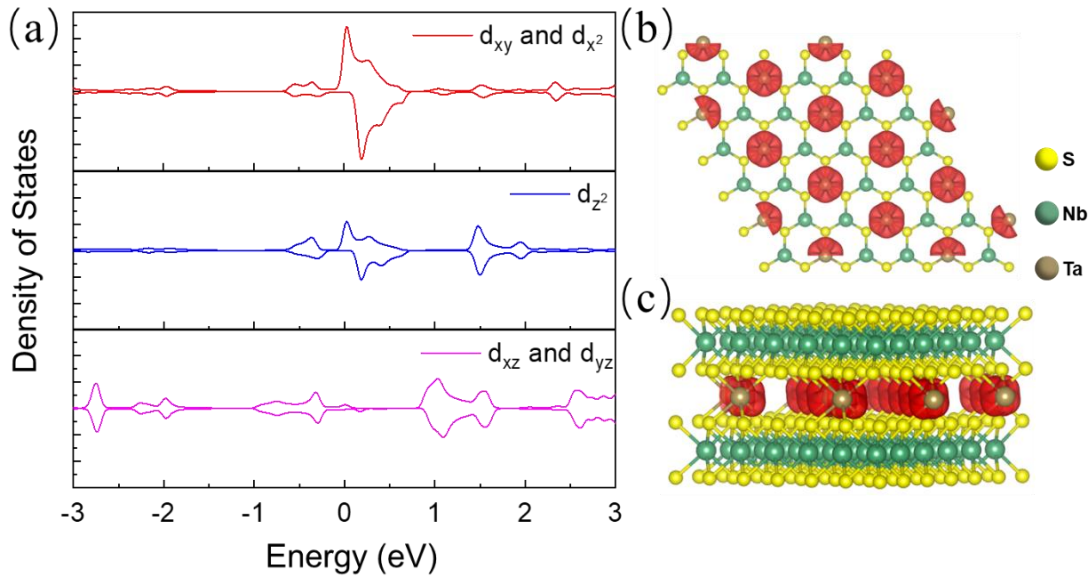 (a)
d_xy and d_x²
d_z²
d_xz and d_yz
Density of States
-3 -2 -1 0 1 2 3
Energy (eV)
(b)
S
Nb
Ta
(c)